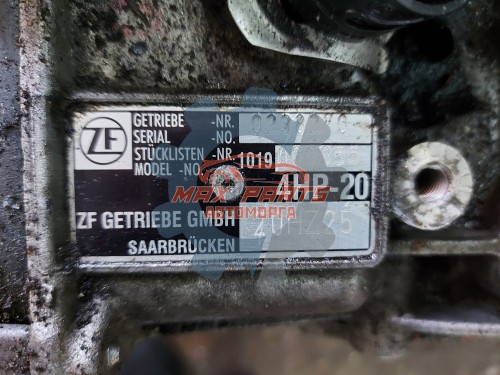 ZF
GETRIEBE -NR.
SERIAL -NO.
STÜCKLISTEN -NR
MODEL -NO. 1019
4HP-20
MAX PARTS
АВТОМОРГА
ZF GETRIEBE GMBH
20HZ35
SAARBRÜCKEN